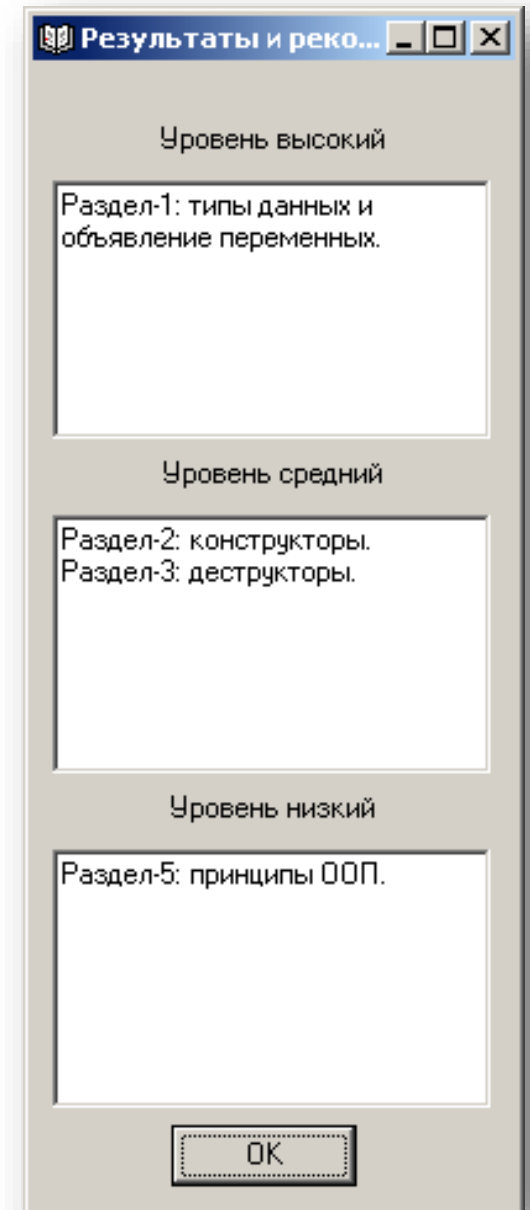 Результаты и реко...
Уровень высокий
Раздел-1: типы данных и
объявление переменных.
Уровень средний
Раздел-2: конструкторы.
Раздел-3: деструкторы.
Уровень низкий
Раздел-5: принципы ООП.
OK